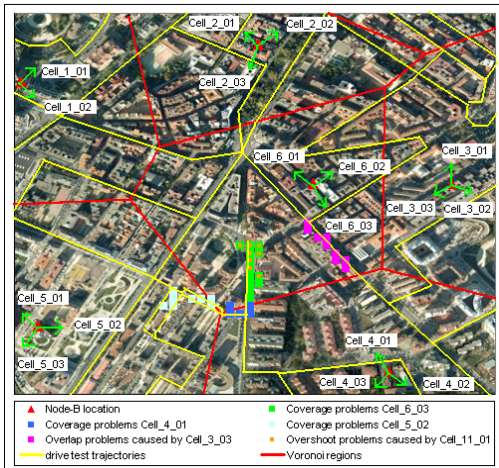 Cell_2_01
Cell_2_02
Cell_1_01
Cell_2_03
Cell_1_02
Cell_6_01
Cell_6_02
Cell_3_01
Cell_3_03
Cell_3_02
Cell_6_03
Cell_5_01
Cell_5_02
Cell_5_03
Cell_4_01
Cell_4_03
Cell_4_02
Node-B location
Coverage problems Cell_6_03
Coverage problems Cell_4_01
Coverage problems Cell_5_02
Overlap problems caused by Cell_3_03
Overshoot problems caused by Cell_11_01
drive test trajectories
Voronoi regions